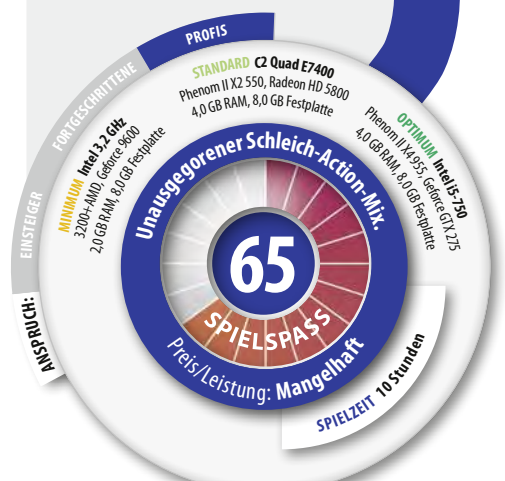 ANSPRUCH:
EINSTEIGER
FORTGESCHRITTENE
PROFIS
MINIMUM Intel 3,2 GHz
3200+ AMD, Geforce 9600
2,0 GB RAM, 8,0 GB Festplatte
STANDARD C2 Quad E7400
Phenom II X2 550, Radeon HD 5800
4,0 GB RAM, 8,0 GB Festplatte
OPTIMUM Intel i5-750
Phenom II X4 955, Geforce GTX 275
4,0 GB RAM, 8,0 GB Festplatte
Unausgegorener Schleich-Action-Mix.
65
SPIELSPASS
Preis/Leistung: Mangelhaft
SPIELZEIT 10 Stunden